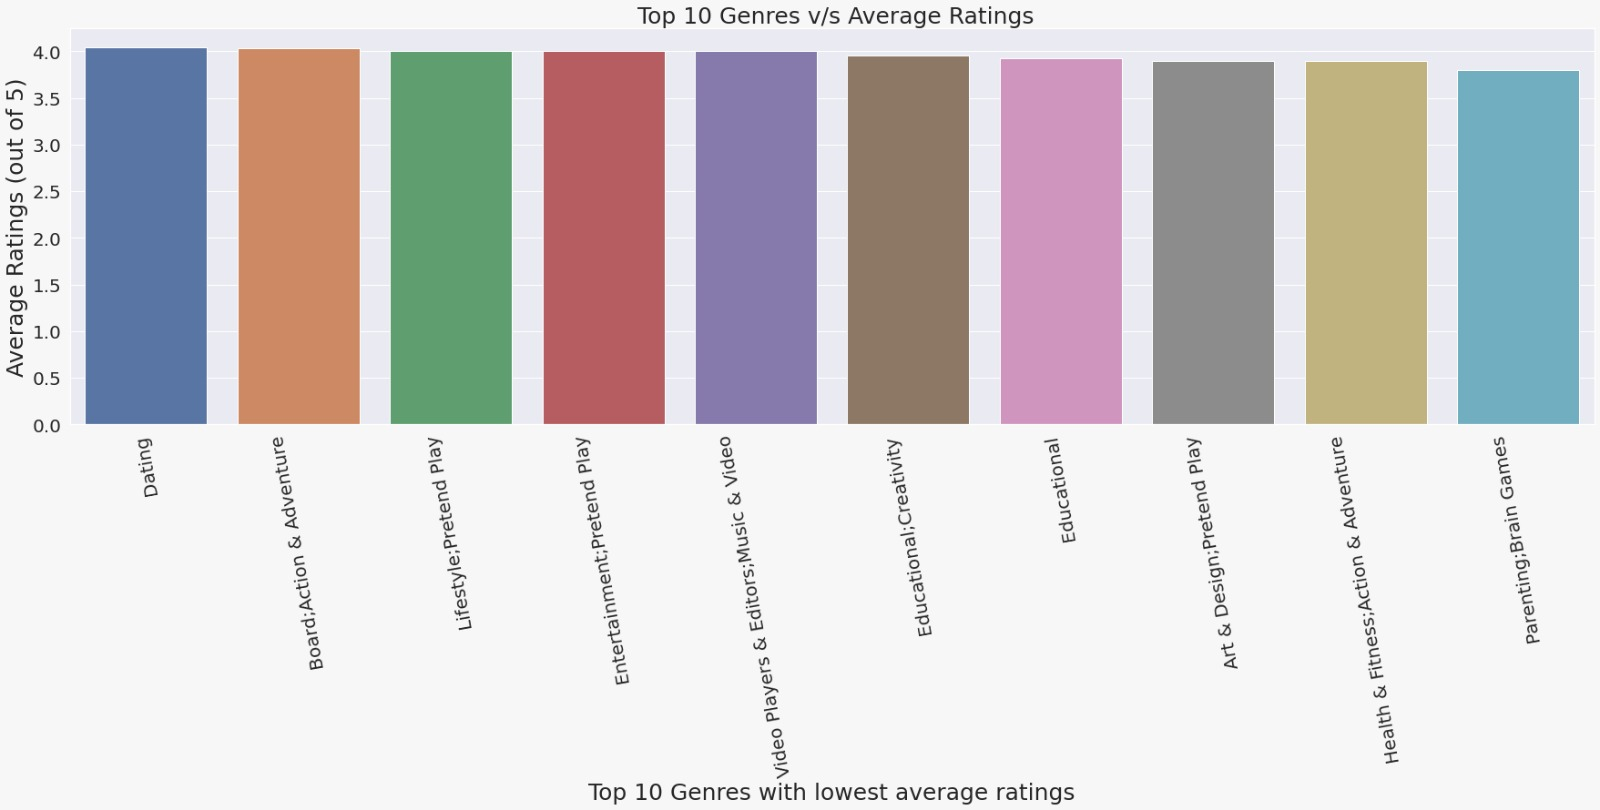 Top 10 Genres v/s Average Ratings
Average Ratings (out of 5)
4.0
3.5
3.0
2.5
2.0
1.5
1.0
0.5
0.0
Dating
Board;Action & Adventure
Lifestyle;Pretend Play
Entertainment;Pretend Play
Video Players & Editors;Music & Video
Educational;Creativity
Educational
Art & Design;Pretend Play
Health & Fitness;Action & Adventure
Parenting;Brain Games
Top 10 Genres with lowest average ratings